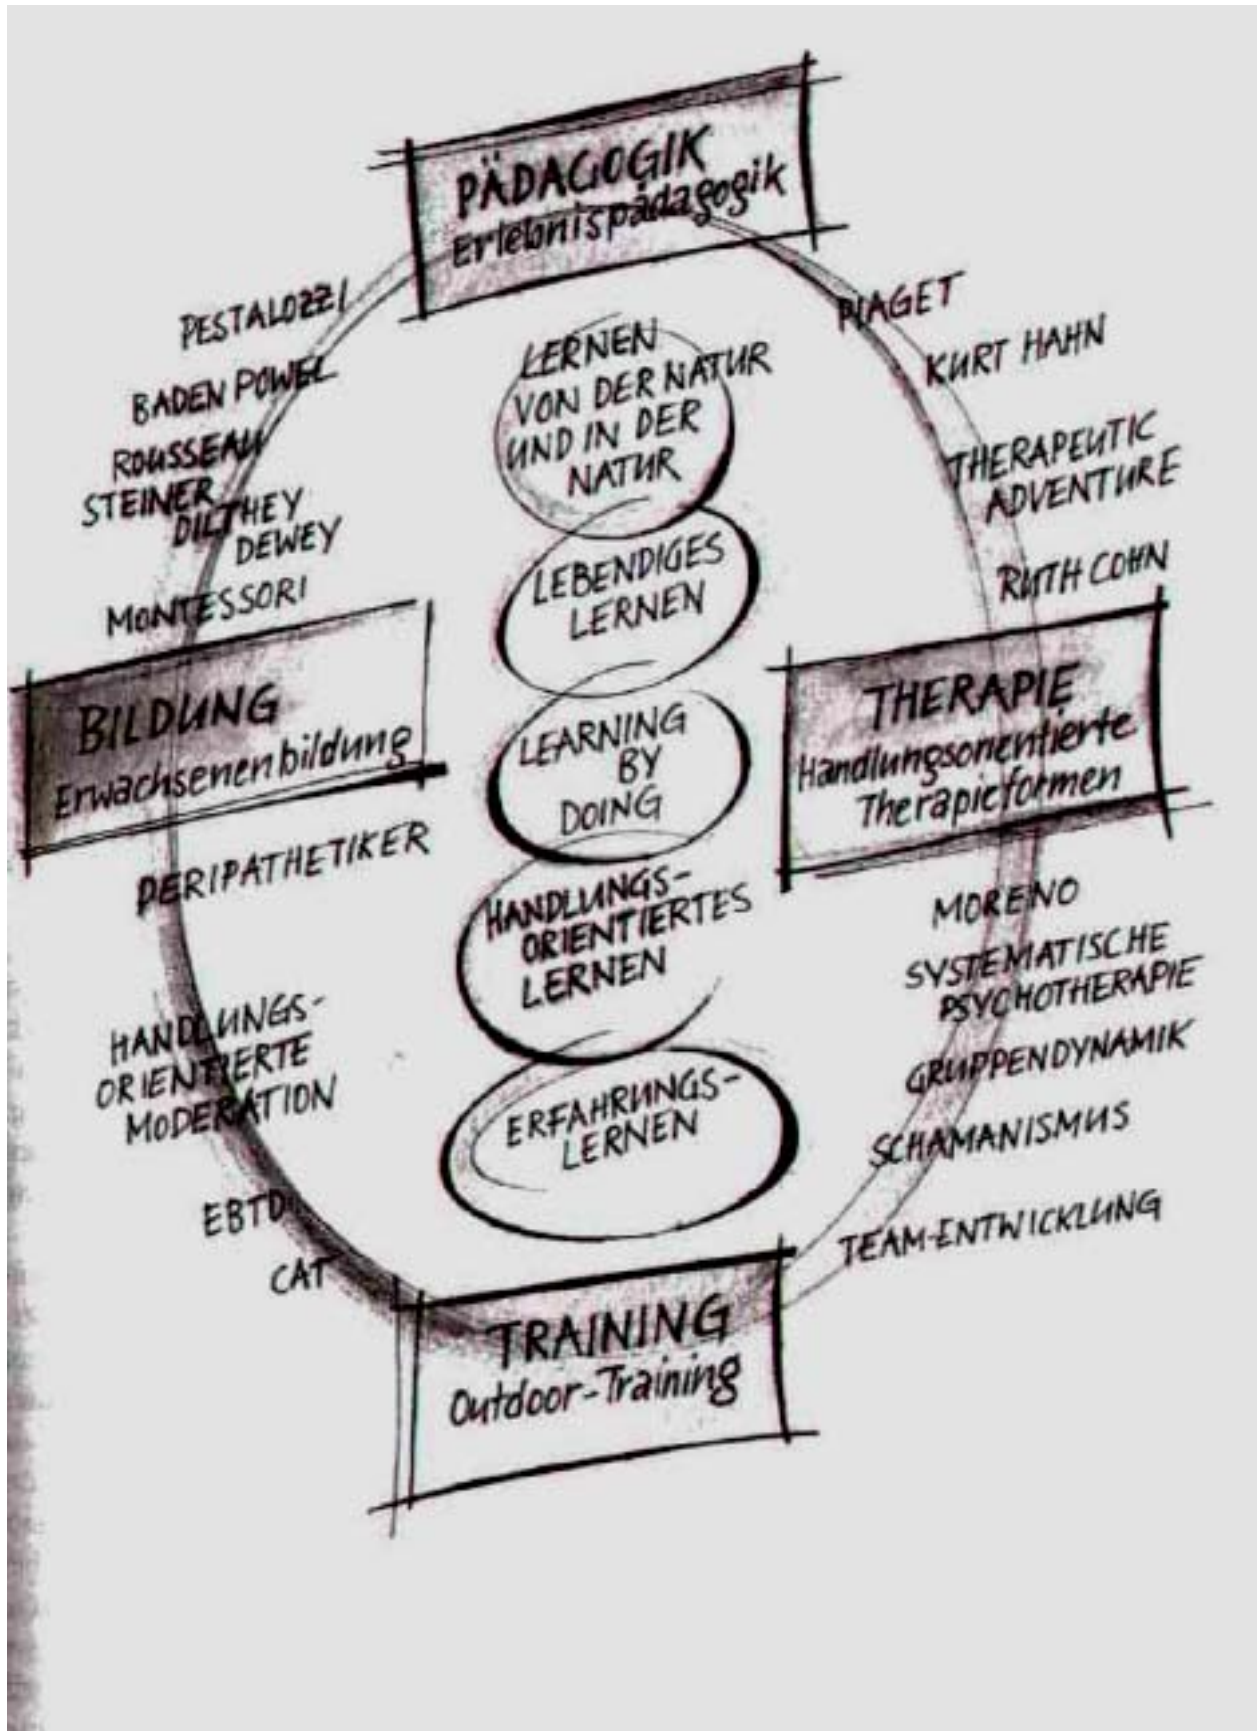 PÄDAGOGIK
Erlebnispädagogik
PESTALOZZI
BADEN POWEL
ROUSSEAU
STEINER
DILTHEY
DEWEY
MONTESSORI
PIAGET
KURT HAHN
THERAPEUTIC
ADVENTURE
RUTH COHN
LERNEN
VON DER NATUR
UND IN DER
NATUR
LEBENDIGES
LERNEN
LEARNING
BY
DOING
HANDLUNGS-
ORIENTIERTES
LERNEN
ERFAHRUNGS-
LERNEN
BILDUNG
Erwachsenenbildung
THERAPIE
Handlungsorientierte
Therapieformen
PERIPATHETIKER
HANDLUNGS-
ORIENTIERTE
MODERATION
EBTD
CAT
MORENO
SYSTEMATISCHE
PSYCHOTHERAPIE
GRUPPENDYNAMIK
SCHAMANISMUS
TEAM-ENTWICKLUNG
TRAINING
Outdoor-Training